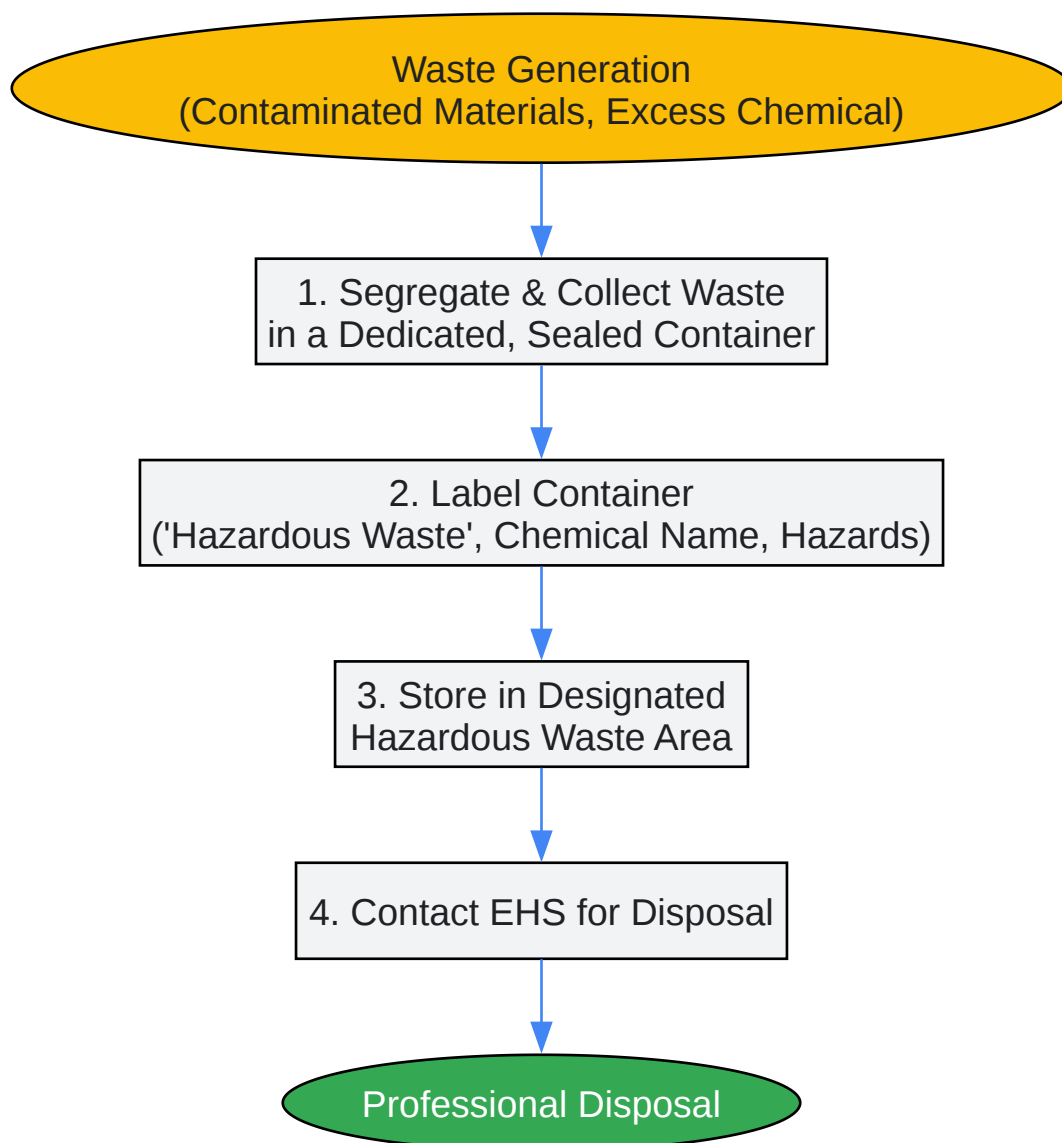 Waste Generation
(Contaminated Materials, Excess Chemical)
1. Segregate & Collect Waste
in a Dedicated, Sealed Container
2. Label Container
('Hazardous Waste', Chemical Name, Hazards)
3. Store in Designated
Hazardous Waste Area
4. Contact EHS for Disposal
Professional Disposal